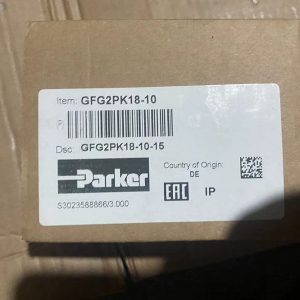 Item: GFG2PK18-10
P:
Dsc: GFG2PK18-10-15
Parker
Country of Origin:
DE
EAC
IP
S3023588866/3.000